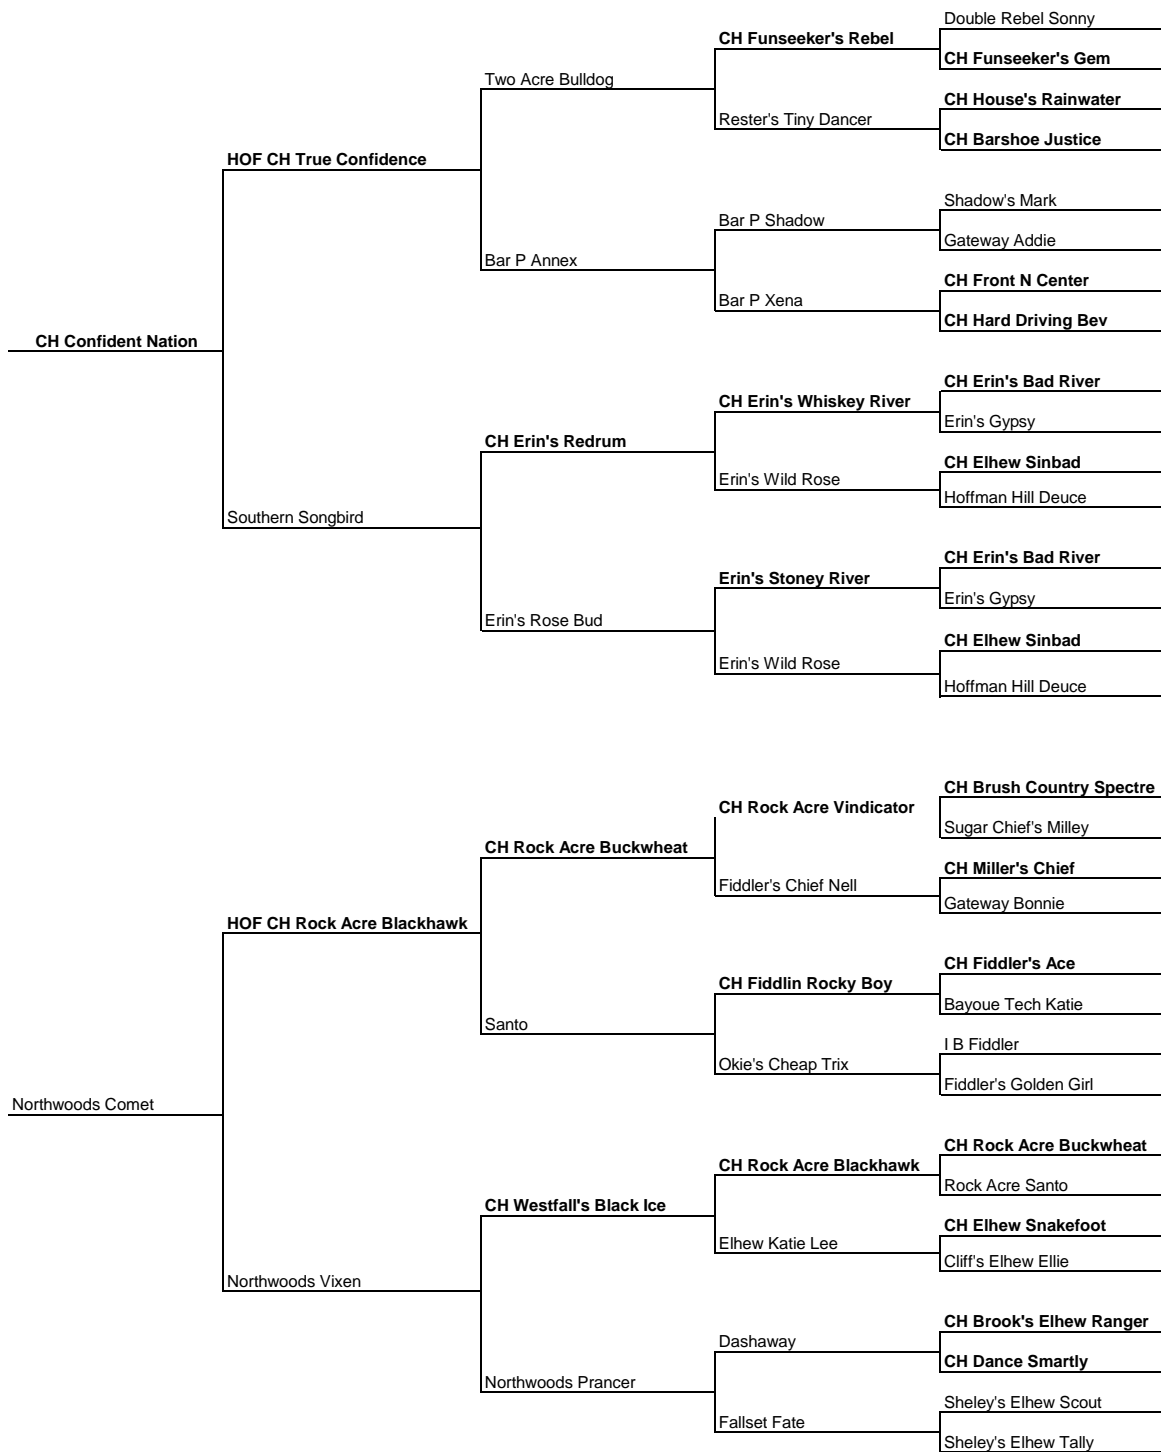 Double Rebel Sonny
CH Funseeker's Rebel
CH Funseeker's Gem
Two Acre Bulldog
CH House's Rainwater
Rester's Tiny Dancer
CH Barshoe Justice
HOF CH True Confidence
Shadow's Mark
Bar P Shadow
Gateway Addie
Bar P Annex
CH Front N Center
Bar P Xena
CH Hard Driving Bev
CH Confident Nation
CH Erin's Bad River
CH Erin's Whiskey River
Erin's Gypsy
CH Erin's Redrum
CH Elhew Sinbad
Erin's Wild Rose
Hoffman Hill Deuce
Southern Songbird
CH Erin's Bad River
Erin's Stoney River
Erin's Gypsy
Erin's Rose Bud
CH Elhew Sinbad
Erin's Wild Rose
Hoffman Hill Deuce
CH Brush Country Spectre
CH Rock Acre Vindicator
Sugar Chief's Milley
CH Rock Acre Buckwheat
CH Miller's Chief
Fiddler's Chief Nell
Gateway Bonnie
HOF CH Rock Acre Blackhawk
CH Fiddler's Ace
CH Fiddlin Rocky Boy
Bayoue Tech Katie
Santo
I B Fiddler
Okie's Cheap Trix
Fiddler's Golden Girl
Northwoods Comet
CH Rock Acre Buckwheat
CH Rock Acre Blackhawk
Rock Acre Santo
CH Westfall's Black Ice
CH Elhew Snakefoot
Elhew Katie Lee
Cliff's Elhew Ellie
Northwoods Vixen
CH Brook's Elhew Ranger
Dashaway
CH Dance Smartly
Northwoods Prancer
Sheley's Elhew Scout
Fallset Fate
Sheley's Elhew Tally